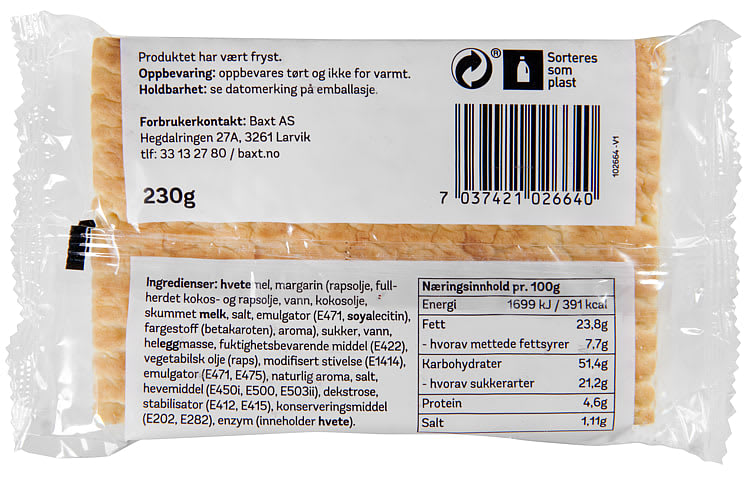 Produktet har vært fryst.
Oppbevaring: oppbevares tørt og ikke for varmt.
Holdbarhet: se datomerking på emballasje.
Forbrukerkontakt: Baxt AS
Hegdalringen 27A, 3261 Larvik
tlf: 33 13 27 80 / baxt.no
230g
®
Sorteres
som
plast
7 037421 026640
102664-V1
Ingredienser: hvetemel, margarin (rapsolje, full-
herdet kokos- og rapsolje, vann, kokosolje,
skummet melk, salt, emulgator (E471, soyalecitin),
fargestoff (betakaroten), aroma), sukker, vann,
heleggmasse, fuktighetsbevarende middel (E422),
vegetabilsk olje (raps), modifisert stivelse (E1414),
emulgator (E471, E475), naturlig aroma, salt,
hevemiddel (E450i, E500, E503ii), dekstrose,
stabilisator (E412, E415), konserveringsmiddel
(E202, E282), enzym (inneholder hvete).
Næringsinnhold pr. 100g
Energi 1699 kJ / 391 kcal
Fett 23,8g
- hvorav mettede fettsyrer 7,7g
Karbohydrater 51,4g
- hvorav sukkerarter 21,2g
Protein 4,6g
Salt 1,11g